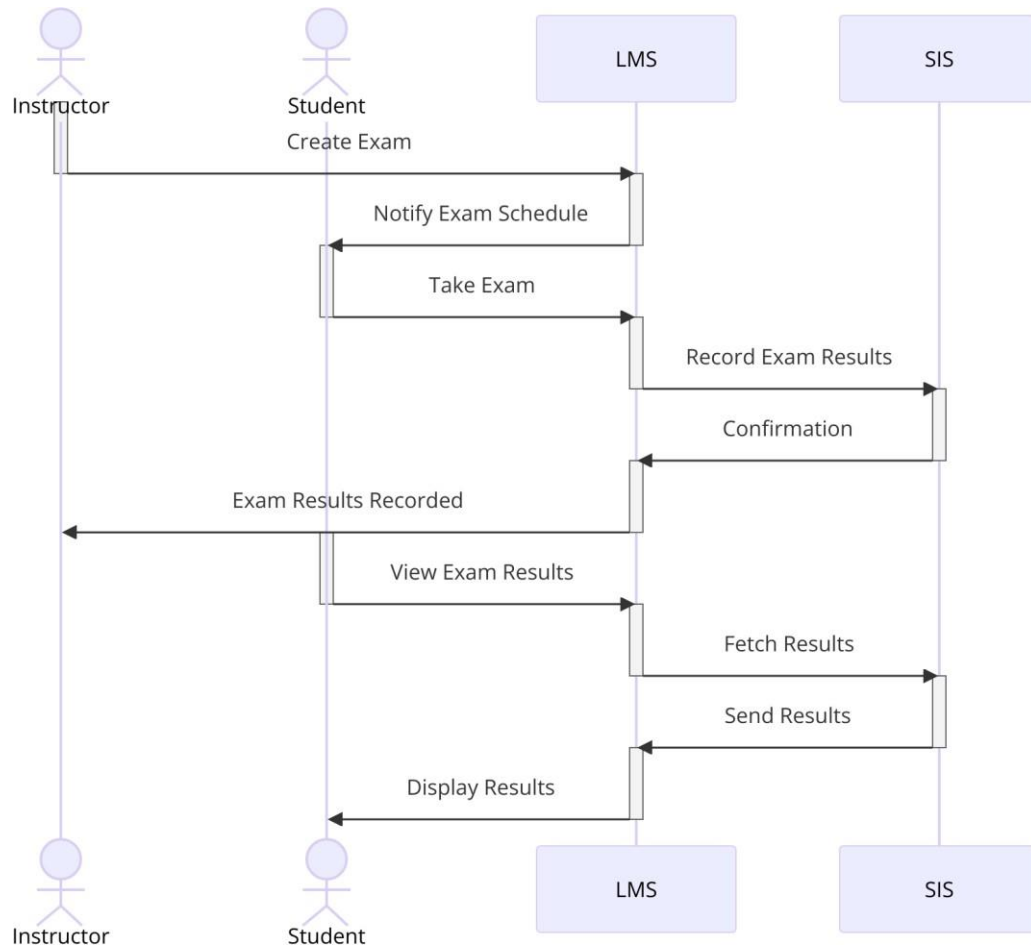 LMS
SIS
Instructor
Student
Create Exam
Notify Exam Schedule
Take Exam
Record Exam Results
Confirmation
Exam Results Recorded
View Exam Results
Fetch Results
Send Results
Display Results
LMS
SIS
Instructor
Student